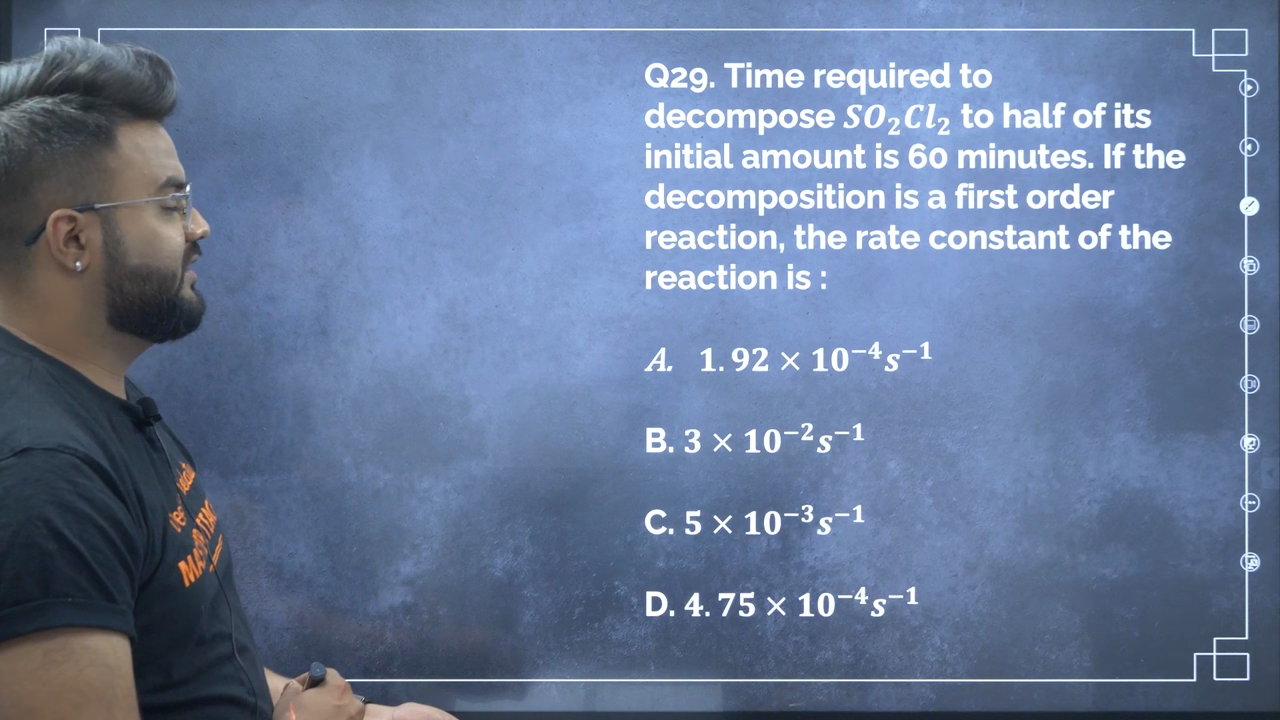 Q29. Time required to
decompose SO₂Cl₂ to half of its
initial amount is 60 minutes. If the
decomposition is a first order
reaction, the rate constant of the
reaction is :
A. 1.92 × 10⁻⁴s⁻¹
B. 3 × 10⁻²s⁻¹
C. 5 × 10⁻³s⁻¹
D. 4.75 × 10⁻⁴s⁻¹